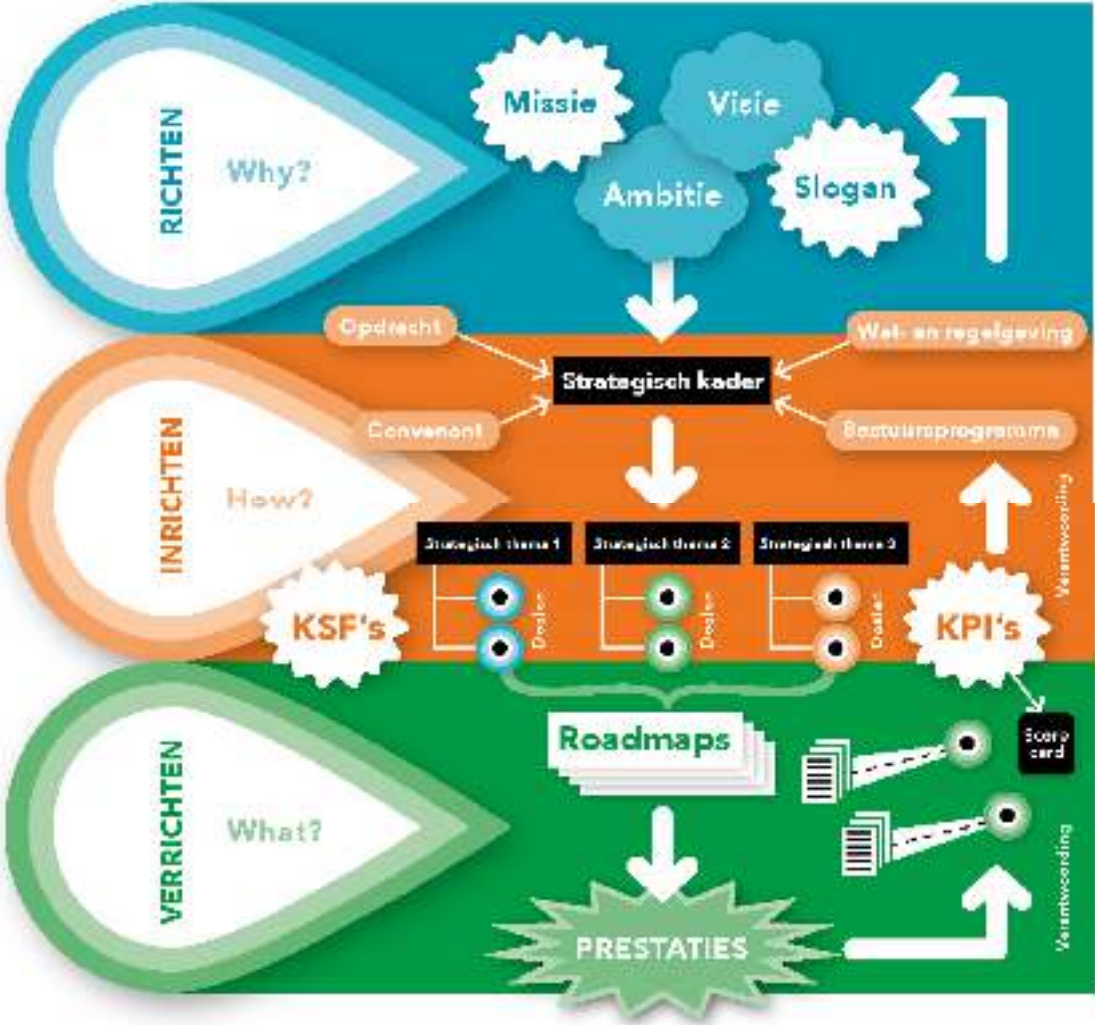 RICHTEN
Why?
Missie
Visie
Ambitie
Slogan
Opdracht
Wet- en regelgeving
Strategisch kader
Convenant
Bestuursprogramma
INRICHTEN
How?
Verantwoording
Strategisch thema 1
Strategisch thema 2
Strategisch thema 3
Doelen
Doelen
Doelen
KSF's
KPI's
Roadmaps
Score
card
VERRICHTEN
What?
Verantwoording
PRESTATIES